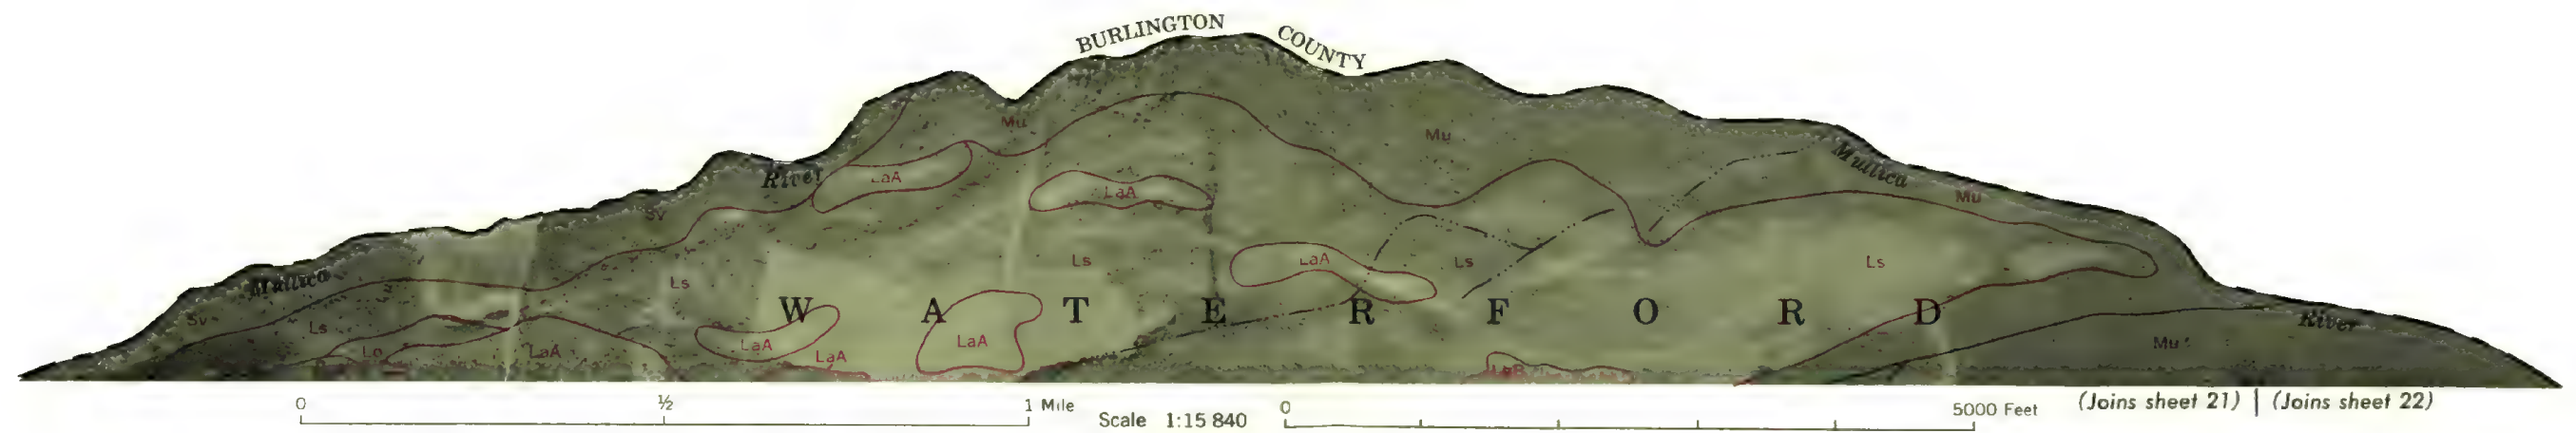 BURLINGTON COUNTY
Mu
Mu
River
LaA
LaA
Mullica
Mu
Sv
Mullica
Ls
Ls
LaA
Ls
Ls
W A T E R F O R D
Sv
Ls
Lo
LaA
LaA
LaA
LaA
River
Mu
0 ½ 1 Mile
Scale 1:15 840
0 5000 Feet
(Joins sheet 21) | (Joins sheet 22)